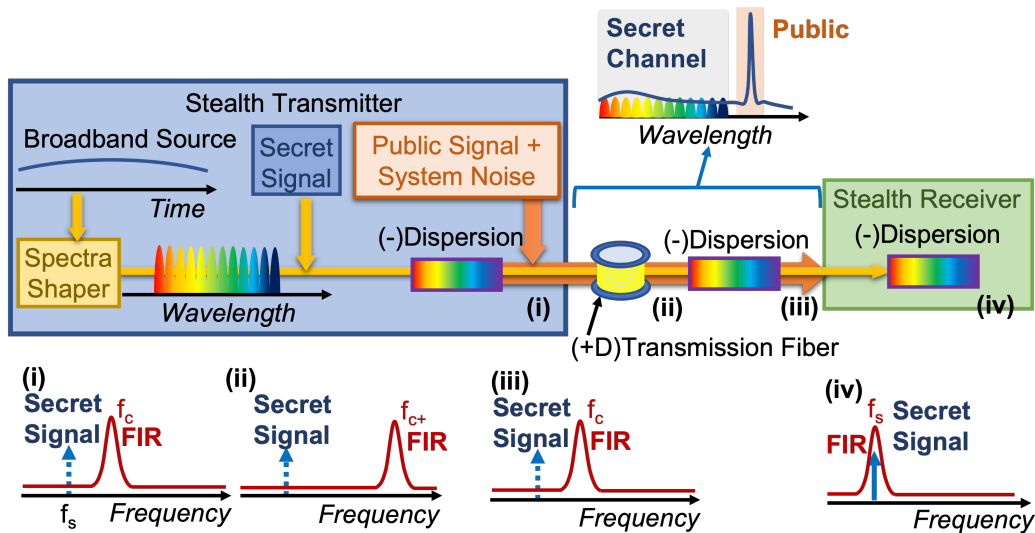 Secret
Channel
Public
Wavelength
Stealth Transmitter
Broadband Source
Time
Secret
Signal
Public Signal +
System Noise
Stealth Receiver
(-)Dispersion
(-)Dispersion
(-)Dispersion
Spectra
Shaper
Wavelength
(i)
(ii)
(iii)
(iv)
(+D)Transmission Fiber
(i)
Secret
Signal
fc
FIR
fs
Frequency
(ii)
Secret
Signal
fc+
FIR
Frequency
(iii)
Secret
Signal
fc
FIR
Frequency
(iv)
fs
FIR
Secret
Signal
Frequency